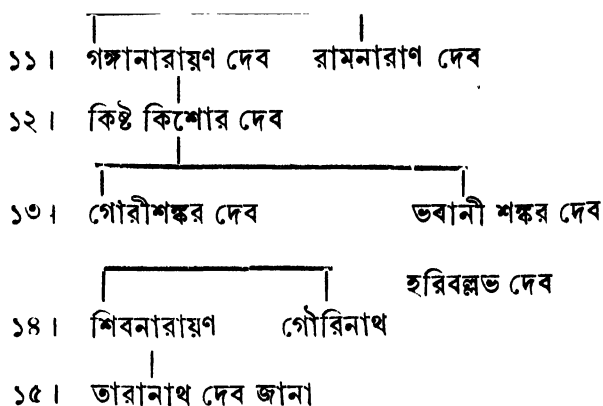 ১১। গঙ্গানারায়ণ দেব রামনারাণ দেব
১২। কিষ্ট কিশোর দেব
১৩। গোরীশঙ্কর দেব ভবানী শঙ্কর দেব
হরিবল্লভ দেব
১৪। শিবনারায়ণ গৌরিনাথ
১৫। তারানাথ দেব জানা